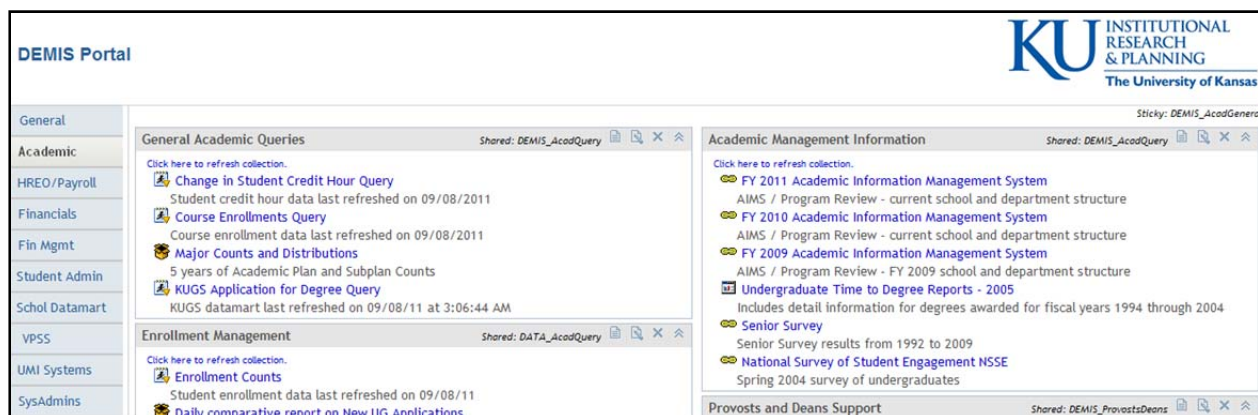 DEMIS Portal
KU INSTITUTIONAL
RESEARCH
& PLANNING
The University of Kansas
Sticky: DEMIS_AcadGenera
General
Academic
HREO/Payroll
Financials
Fin Mgmt
Student Admin
Schol Datamart
VPSS
UMI Systems
SysAdmins
General Academic Queries Shared: DEMIS_AcadQuery
Click here to refresh collection.
Change in Student Credit Hour Query
Student credit hour data last refreshed on 09/08/2011
Course Enrollments Query
Course enrollment data last refreshed on 09/08/2011
Major Counts and Distributions
5 years of Academic Plan and Subplan Counts
KUGS Application for Degree Query
KUGS datamart last refreshed on 09/08/11 at 3:06:44 AM
Enrollment Management Shared: DATA_AcadQuery
Click here to refresh collection.
Enrollment Counts
Student enrollment data last refreshed on 09/08/11
Daily comparative report on New UG Applications
Academic Management Information Shared: DEMIS_AcadQuery
Click here to refresh collection.
FY 2011 Academic Information Management System
AIMS / Program Review - current school and department structure
FY 2010 Academic Information Management System
AIMS / Program Review - current school and department structure
FY 2009 Academic Information Management System
AIMS / Program Review - FY 2009 school and department structure
Undergraduate Time to Degree Reports - 2005
Includes detail information for degrees awarded for fiscal years 1994 through 2004
Senior Survey
Senior Survey results from 1992 to 2009
National Survey of Student Engagement NSSE
Spring 2004 survey of undergraduates
Provosts and Deans Support Shared: DEMIS_ProvostsDeans